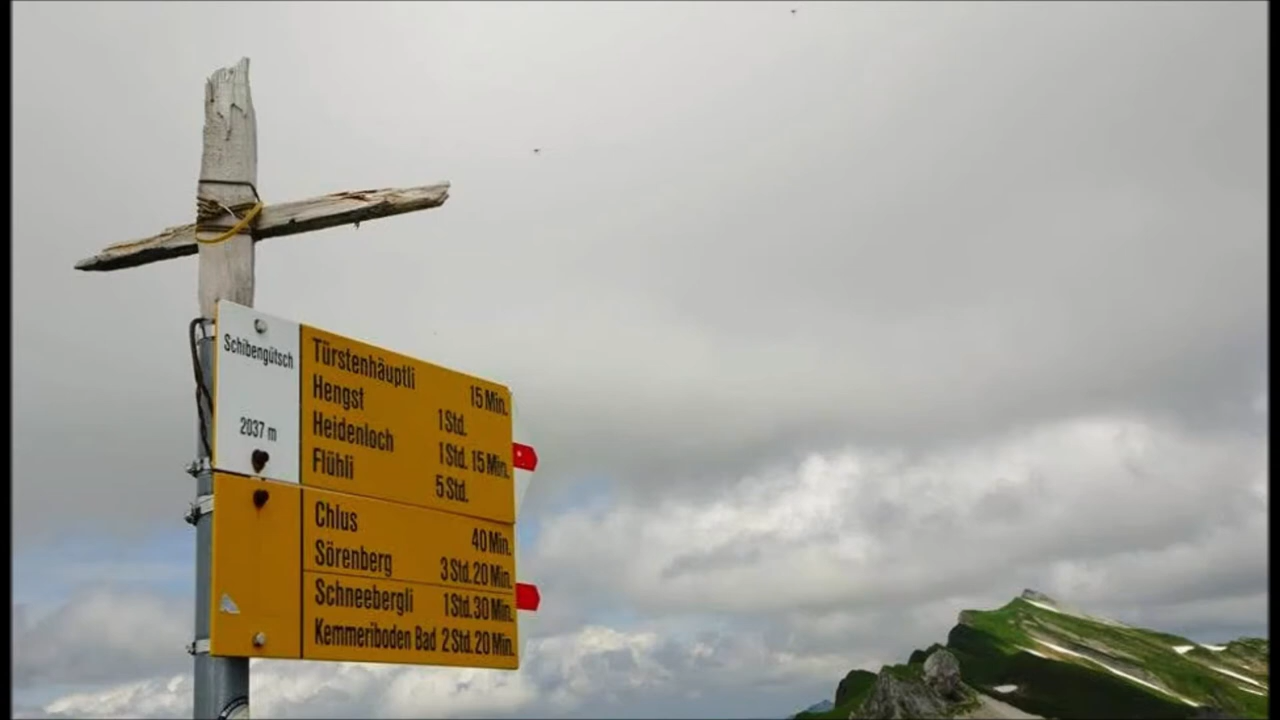 Schibengütsch
2037 m
Türstenhäuptli 15 Min.
Hengst 1 Std.
Heidenloch 1 Std. 15 Min.
Flühli 5 Std.
Chlus 40 Min.
Sörenberg 3 Std. 20 Min.
Schneebergli 1 Std. 30 Min.
Kemmeriboden Bad 2 Std. 20 Min.